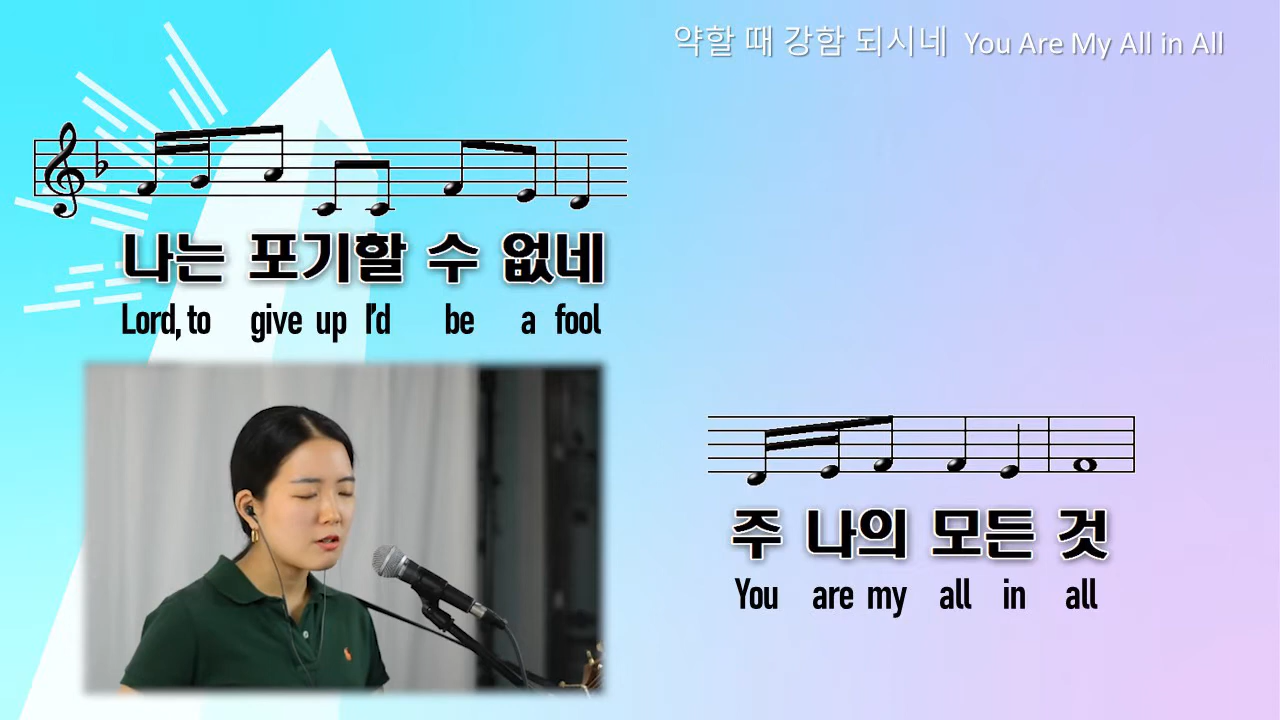 약할 때 강함 되시네 You Are My All in All
나는 포기할 수 없네
Lord, to give up I'd be a fool
주 나의 모든 것
You are my all in all